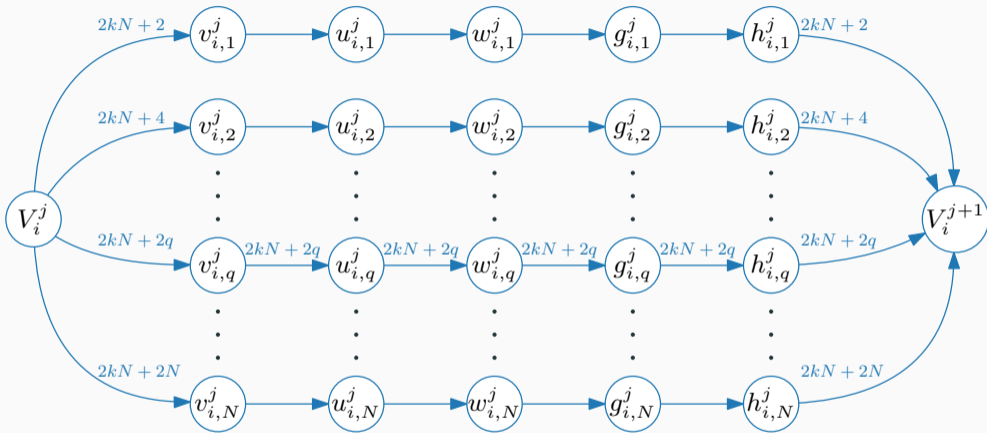 2kN + 2 v^j_{i,1} u^j_{i,1} w^j_{i,1} g^j_{i,1} h^j_{i,1} 2kN + 2
2kN + 4 v^j_{i,2} u^j_{i,2} w^j_{i,2} g^j_{i,2} h^j_{i,2} 2kN + 4
V^j_i V^{j+1}_i
2kN + 2q v^j_{i,q} 2kN + 2q u^j_{i,q} 2kN + 2q w^j_{i,q} 2kN + 2q g^j_{i,q} 2kN + 2q h^j_{i,q} 2kN + 2q
2kN + 2N v^j_{i,N} u^j_{i,N} w^j_{i,N} g^j_{i,N} h^j_{i,N} 2kN + 2N